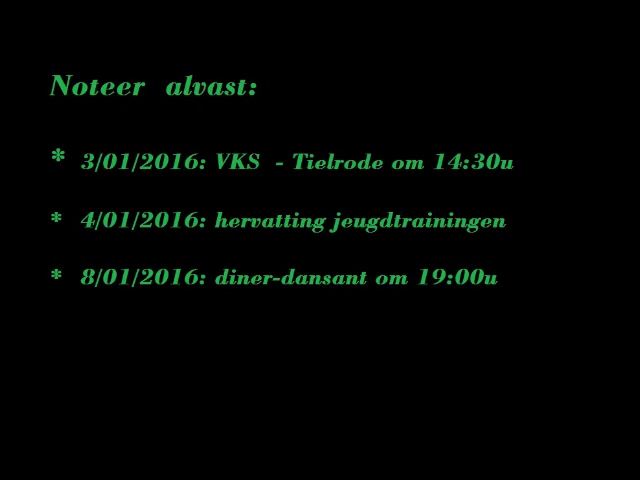 Noteer alvast:
* 3/01/2016: VKS - Tielrode om 14:30u
* 4/01/2016: hervatting jeugdtrainingen
* 8/01/2016: diner-dansant om 19:00u